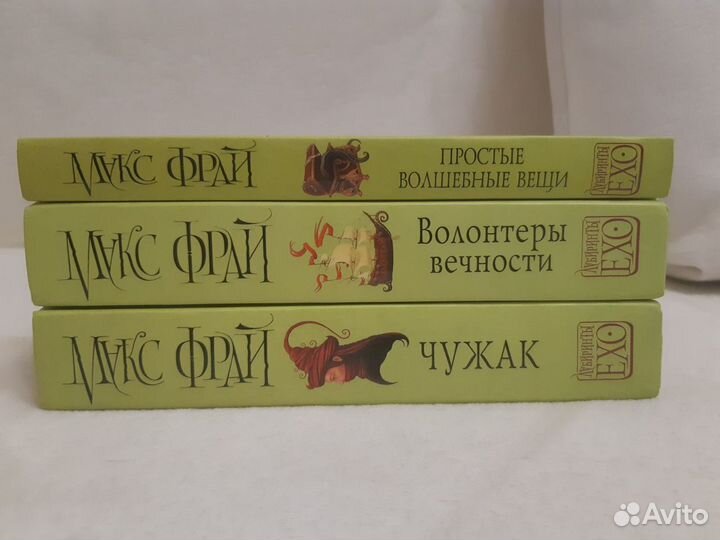 МАКС ФРАЙ
ПРОСТЫЕ
ВОЛШЕБНЫЕ ВЕЩИ
ЛАБИРИНТЫ
ЕХО
МАКС ФРАЙ
Волонтеры
вечности
ЛАБИРИНТЫ
ЕХО
МАКС ФРАЙ
ЧУЖАК
ЛАБИРИНТЫ
ЕХО
Avito